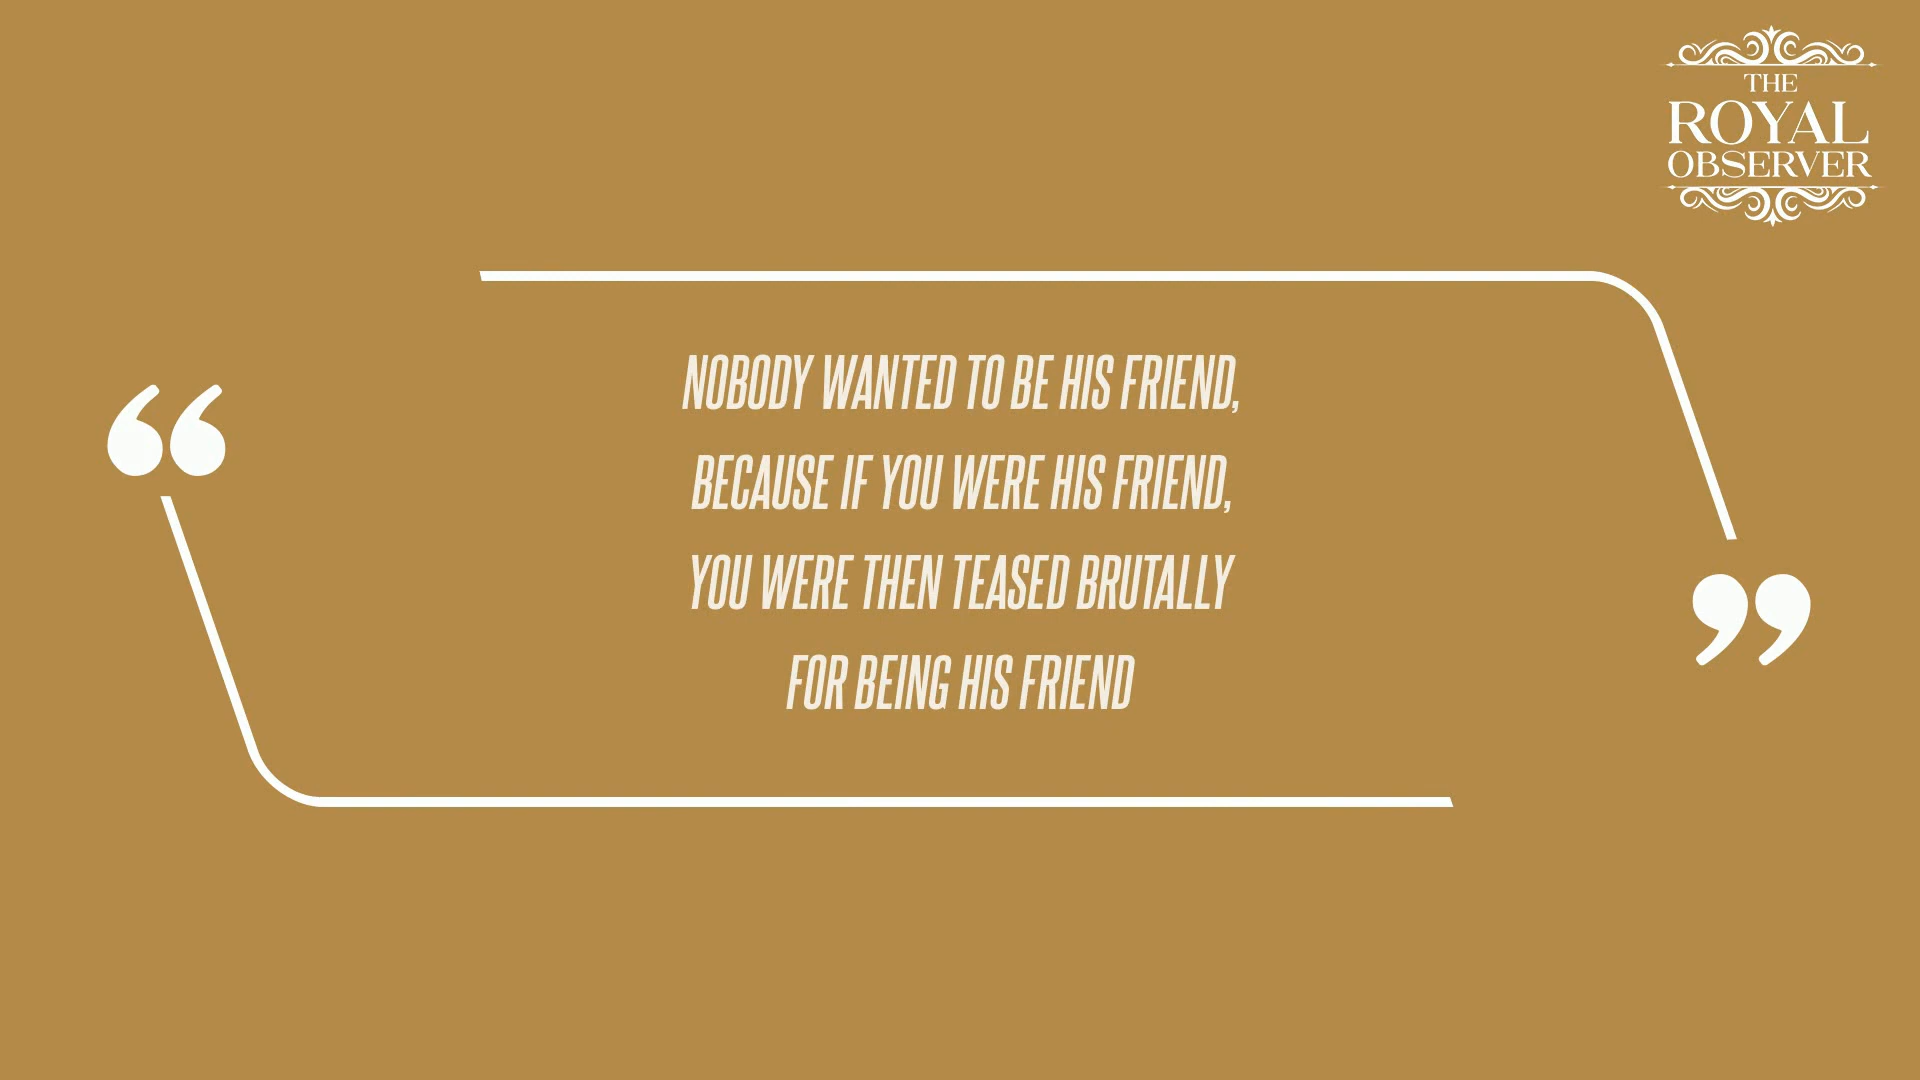 THE
ROYAL
OBSERVER
“
NOBODY WANTED TO BE HIS FRIEND,
BECAUSE IF YOU WERE HIS FRIEND,
YOU WERE THEN TEASED BRUTALLY
FOR BEING HIS FRIEND
”